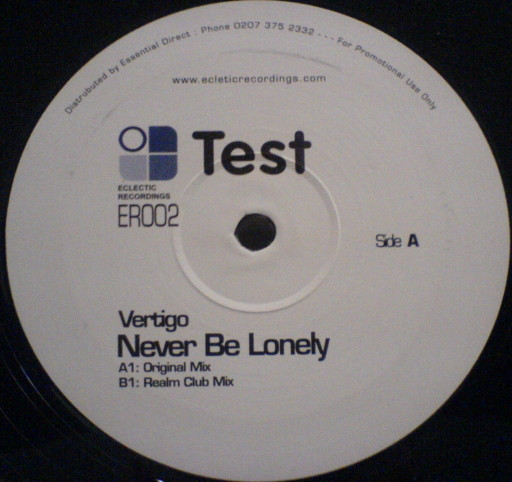 Distrubuted by Essential Direct : Phone 0207 375 2332 - - - For Promotional Use Only
www.ecleticrecordings.com
Test
ECLECTIC
RECORDINGS
ER002
Side A
Vertigo
Never Be Lonely
A1: Original Mix
B1: Realm Club Mix